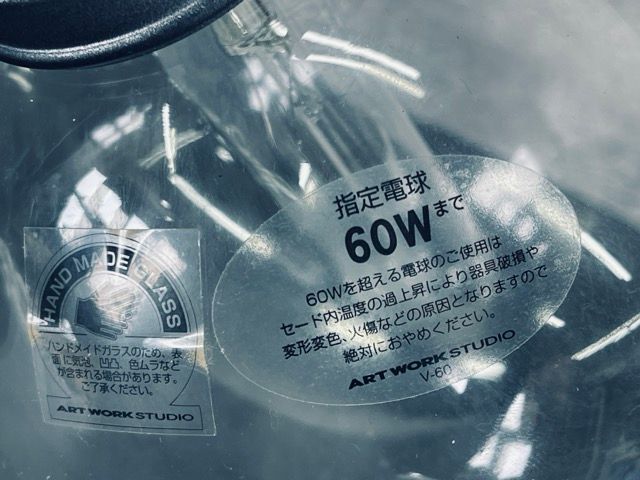 HAND MADE GLASS
ハンドメイドガラスのため、表
面に気泡、凹凸、色ムラなど
が含まれる場合があります。
ご了承ください。
ART WORK STUDIO
指定電球
60Wまで
60Wを超える電球のご使用は
セード内温度の過上昇により器具破損や
変形変色、火傷などの原因となりますので
絶対におやめください。
ART WORK STUDIO
V-60